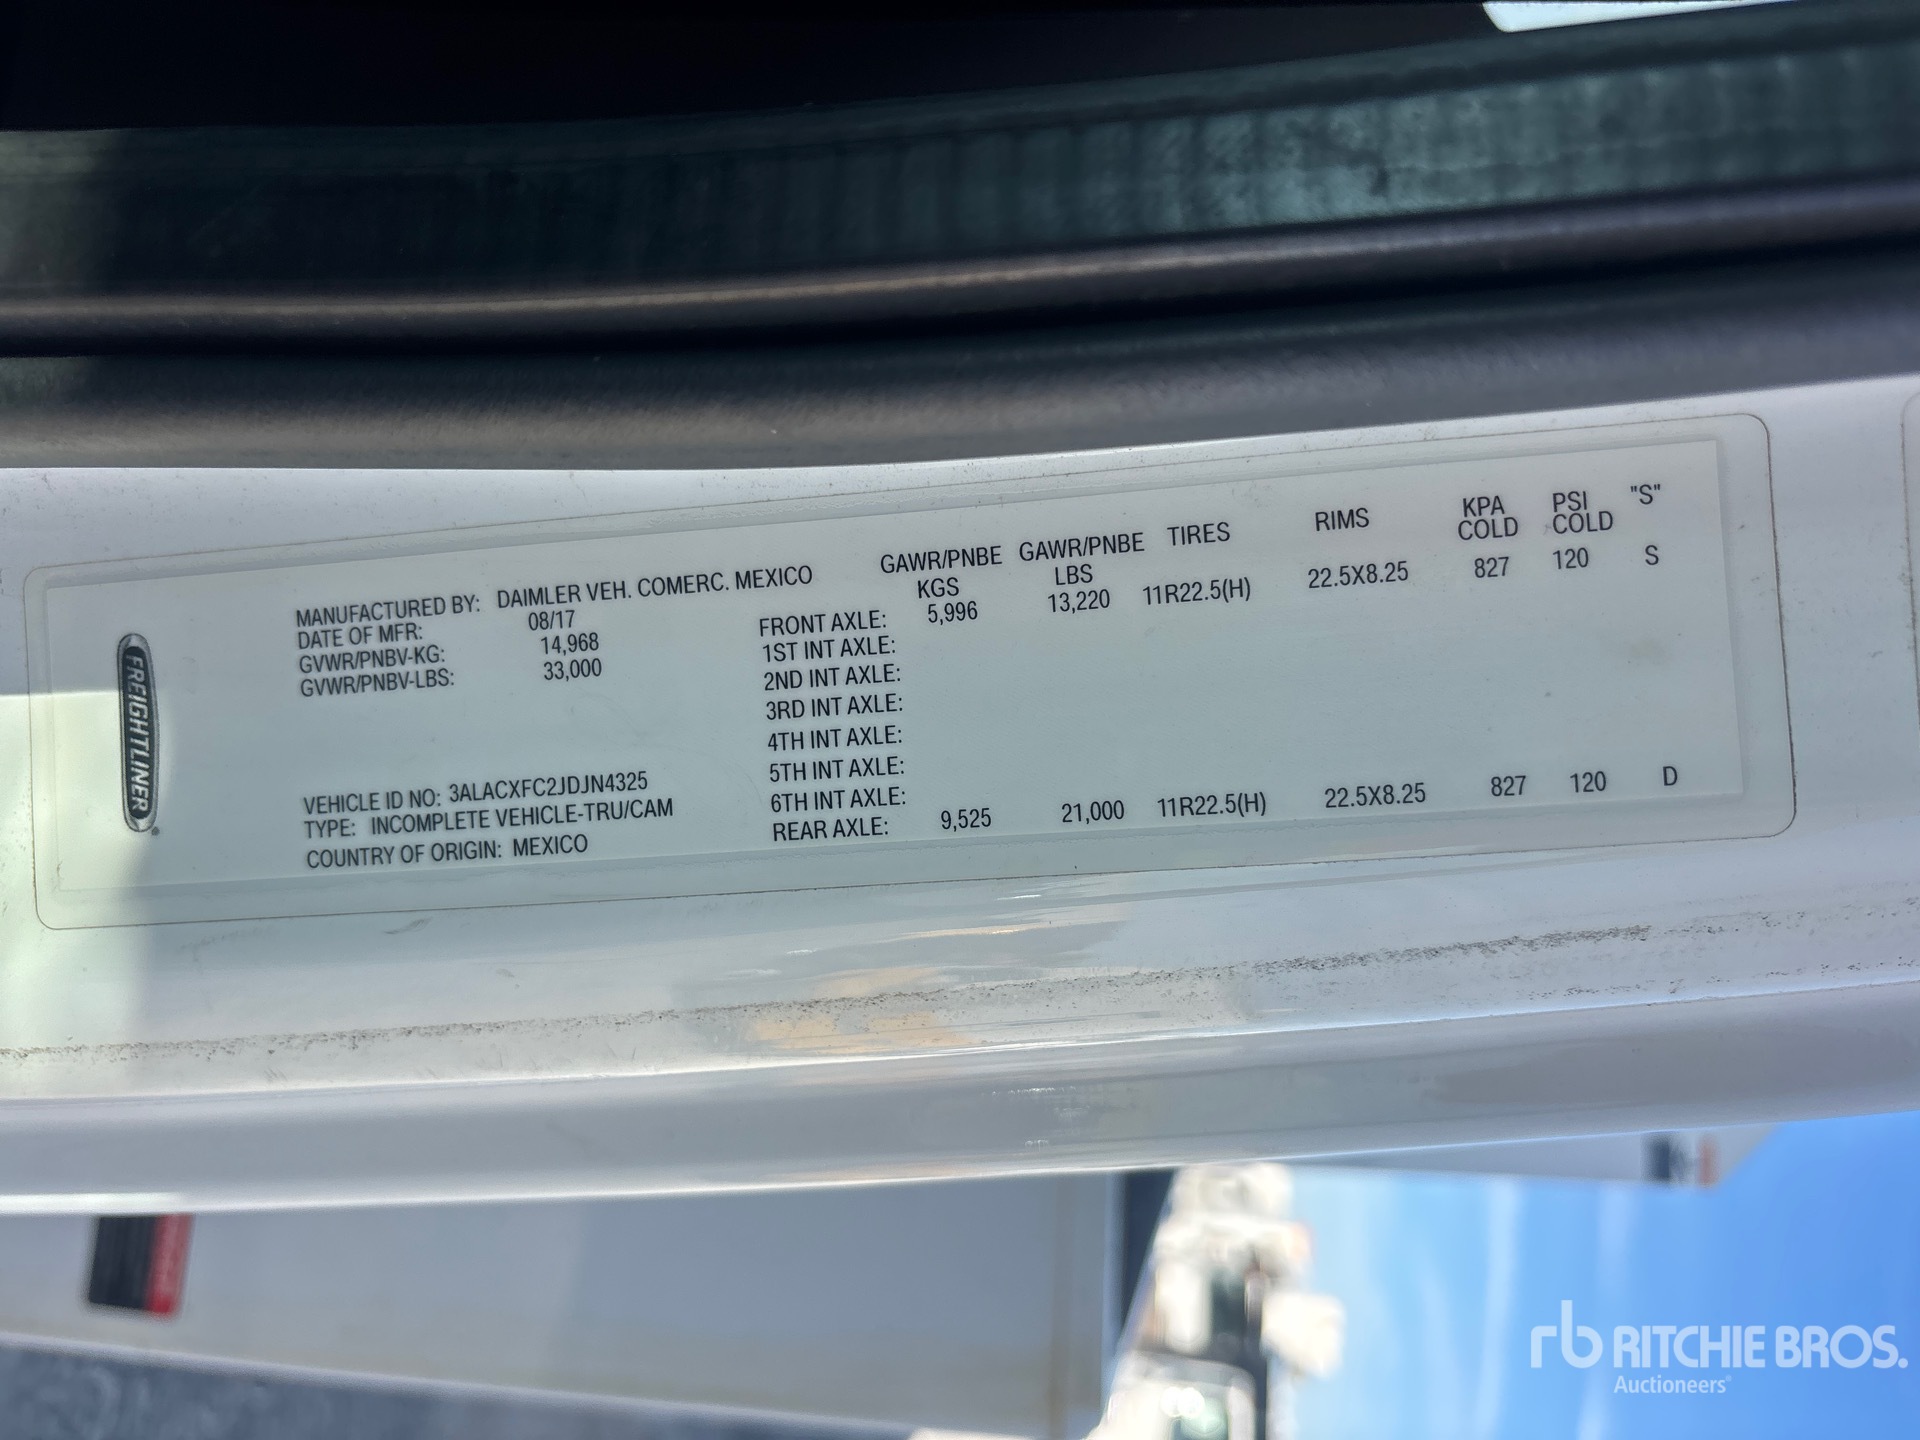 FREIGHTLINER
MANUFACTURED BY: DAIMLER VEH. COMERC. MEXICO
DATE OF MFR: 08/17
GVWR/PNBV-KG: 14,968
GVWR/PNBV-LBS: 33,000
VEHICLE ID NO: 3ALACXFC2JDJN4325
TYPE: INCOMPLETE VEHICLE-TRU/CAM
COUNTRY OF ORIGIN: MEXICO
GAWR/PNBE KGS GAWR/PNBE LBS TIRES RIMS KPA COLD PSI COLD "S"
FRONT AXLE: 5,996 13,220 11R22.5(H) 22.5X8.25 827 120 S
1ST INT AXLE:
2ND INT AXLE:
3RD INT AXLE:
4TH INT AXLE:
5TH INT AXLE:
6TH INT AXLE:
REAR AXLE: 9,525 21,000 11R22.5(H) 22.5X8.25 827 120 D
rb RITCHIE BROS.
Auctioneers